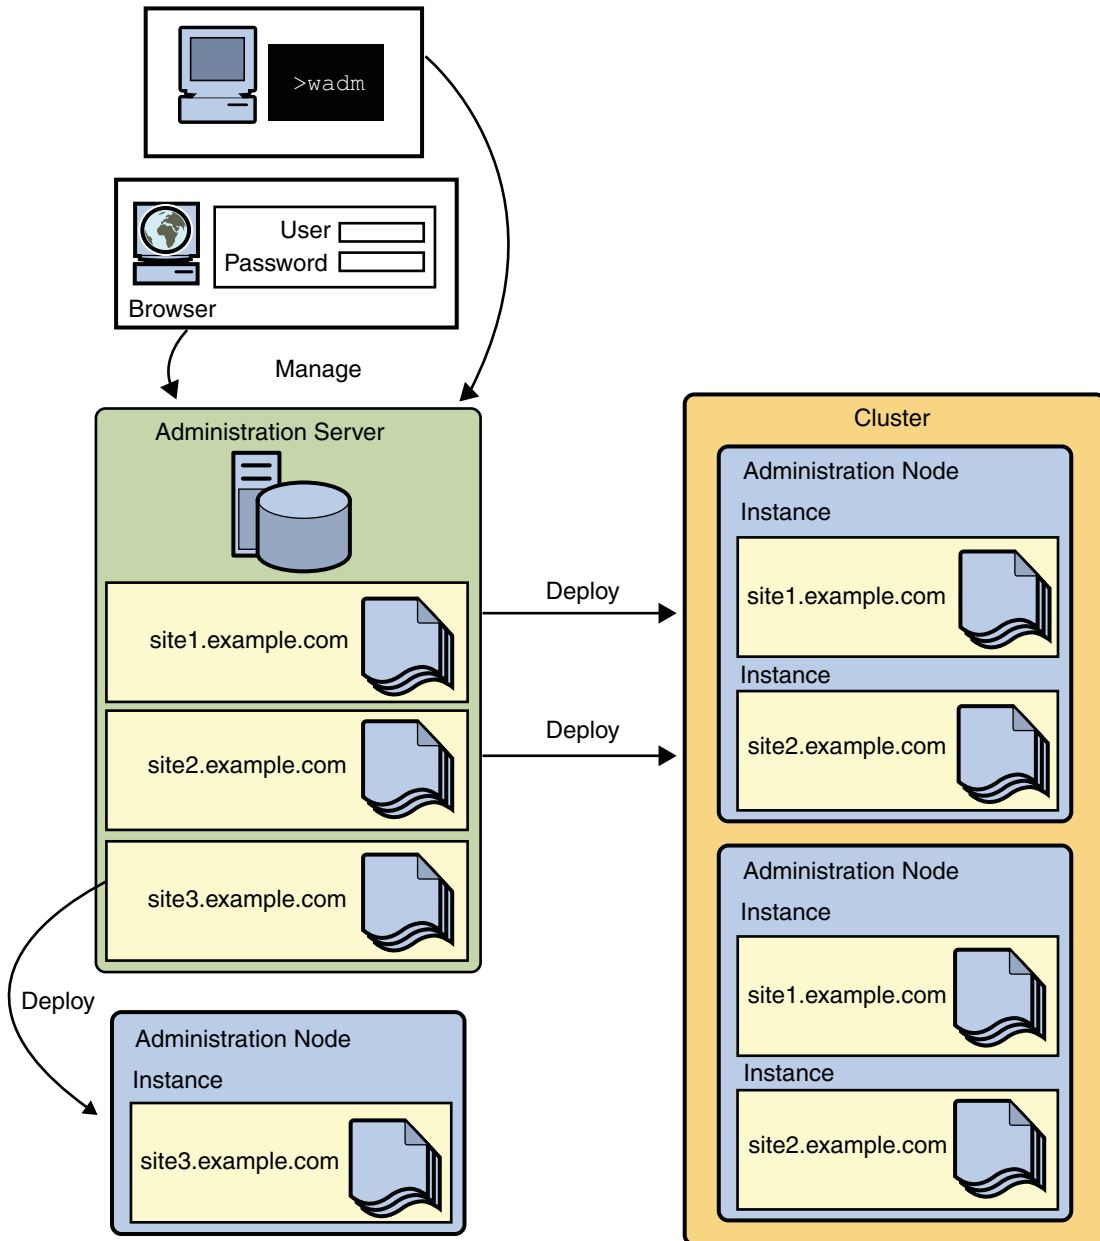 >wadm
User
Password
Browser
Manage
Administration Server
site1.example.com
site2.example.com
site3.example.com
Deploy
Deploy
Deploy
Administration Node
Instance
site3.example.com
Cluster
Administration Node
Instance
site1.example.com
Instance
site2.example.com
Administration Node
Instance
site1.example.com
Instance
site2.example.com